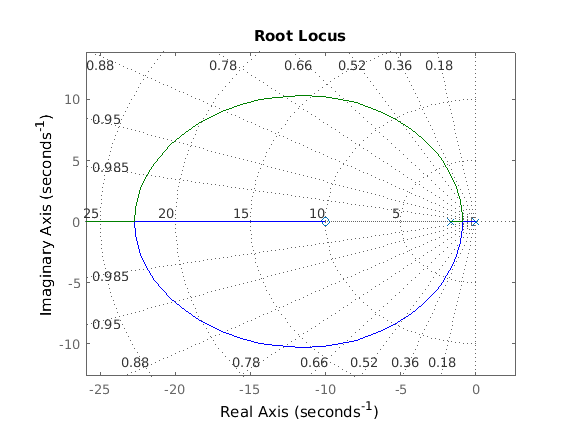 Root Locus
0.88 0.78 0.66 0.52 0.36 0.18
10
0.95
5
0.985
25 20 15 10 5
0
-5
0.985
0.95
-10
0.88 0.78 0.66 0.52 0.36 0.18
-25 -20 -15 -10 -5 0
Real Axis (seconds-1)
Imaginary Axis (seconds-1)